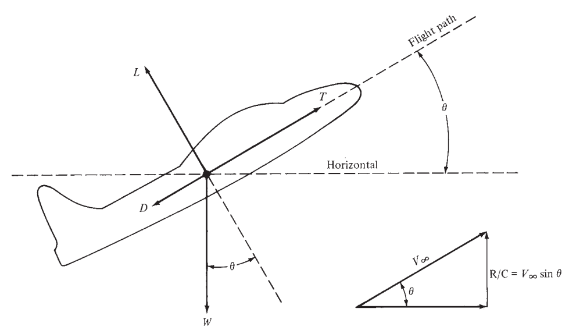 Flight path
L
T
θ
Horizontal
D
θ
W
V∞
θ
R/C = V∞ sin θ